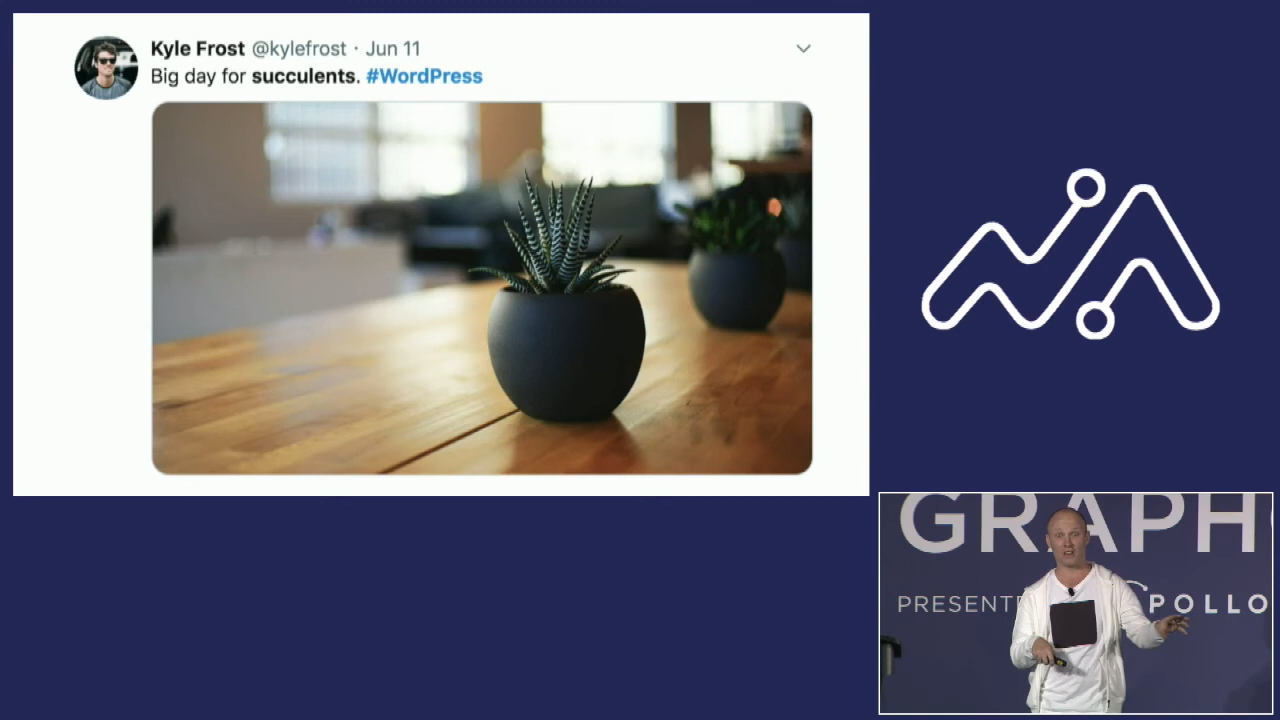 Kyle Frost @kylefrost · Jun 11
Big day for succulents. #WordPress
GRAPH
PRESENT
POLLO